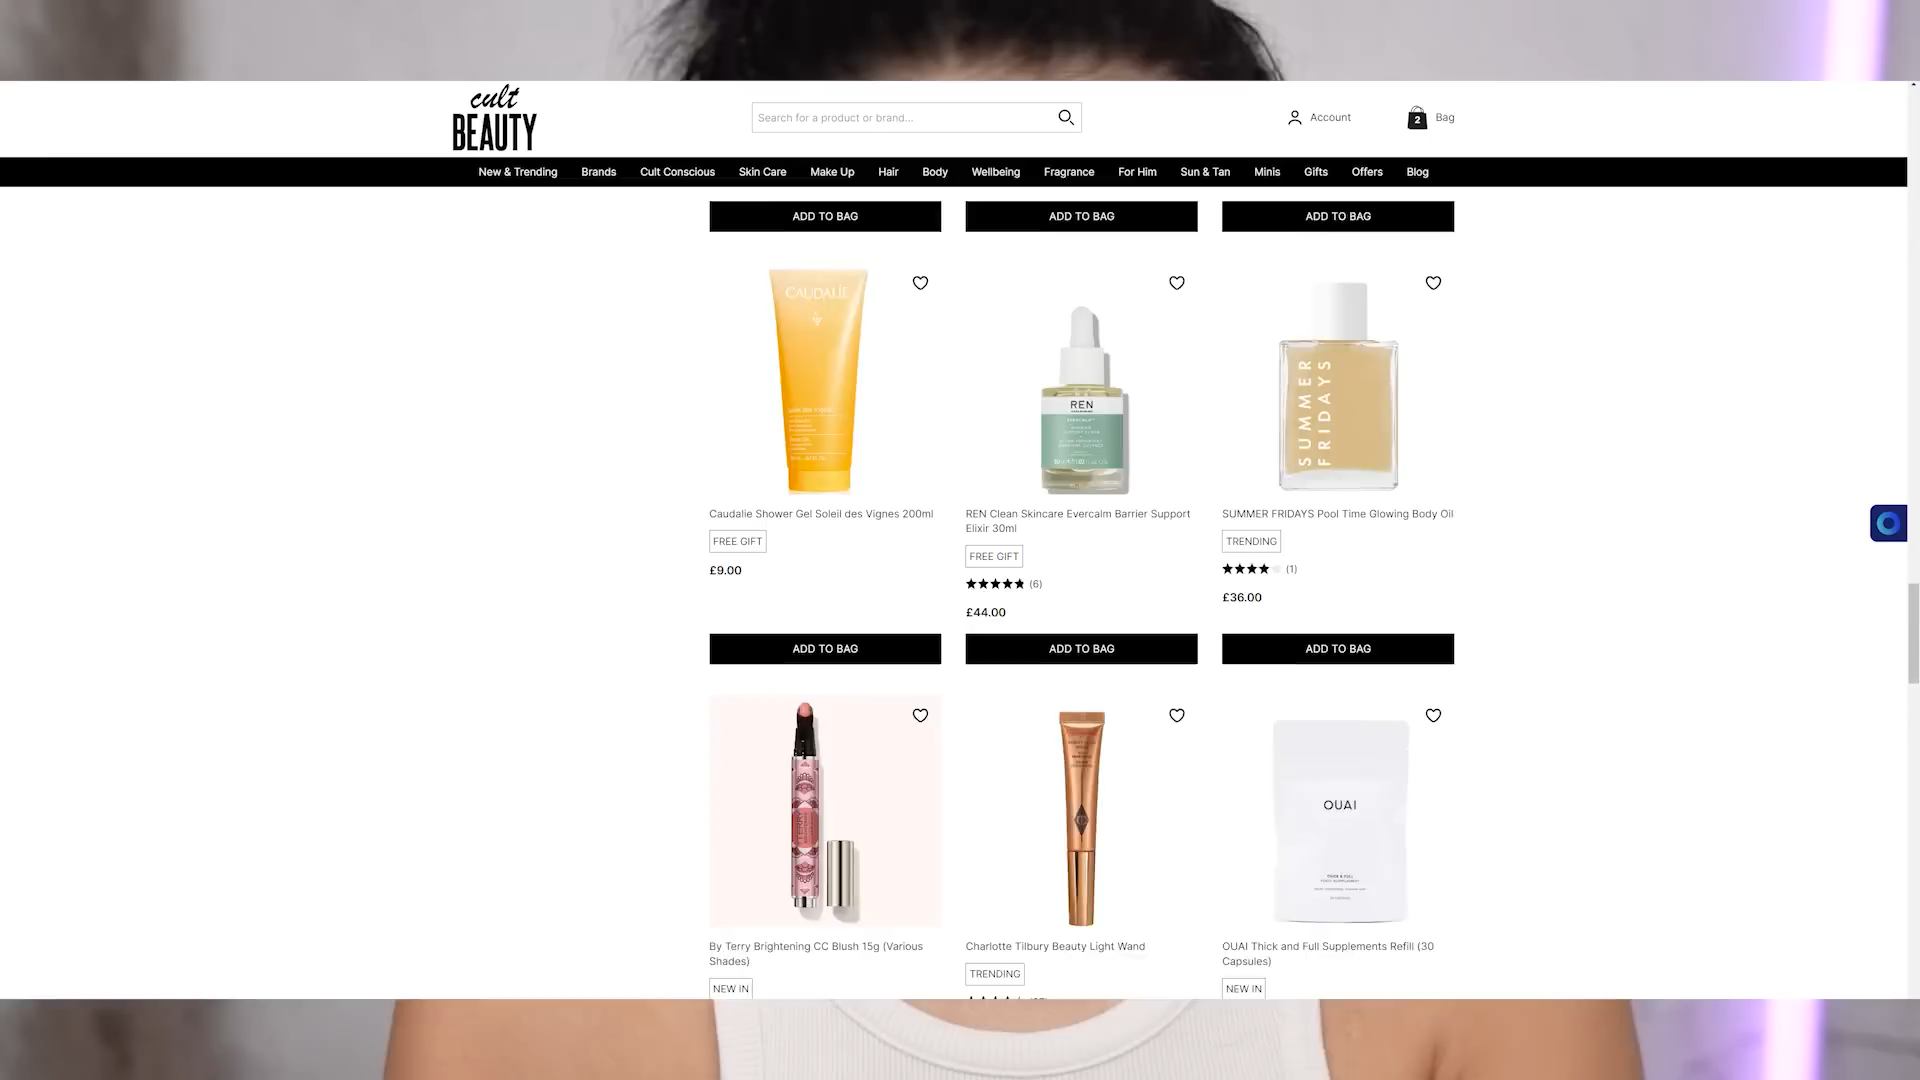 cult
BEAUTY
Search for a product or brand...
Account
2
Bag
New & Trending
Brands
Cult Conscious
Skin Care
Make Up
Hair
Body
Wellbeing
Fragrance
For Him
Sun & Tan
Minis
Gifts
Offers
Blog
ADD TO BAG
ADD TO BAG
ADD TO BAG
CAUDALIE
REN
SUMMER
FRIDAYS
Caudalie Shower Gel Soleil des Vignes 200ml
FREE GIFT
£9.00
REN Clean Skincare Evercalm Barrier Support
Elixir 30ml
FREE GIFT
(6)
£44.00
SUMMER FRIDAYS Pool Time Glowing Body Oil
TRENDING
(1)
£36.00
ADD TO BAG
ADD TO BAG
ADD TO BAG
OUAI
THICK & FULL
By Terry Brightening CC Blush 15g (Various
Shades)
NEW IN
Charlotte Tilbury Beauty Light Wand
TRENDING
OUAI Thick and Full Supplements Refill (30
Capsules)
NEW IN